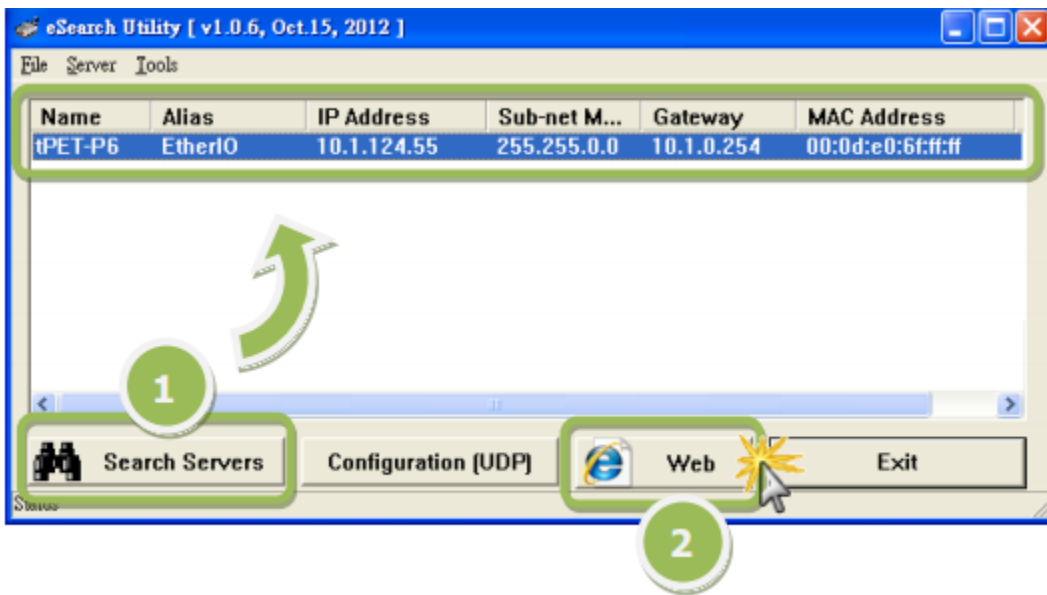 eSearch Utility [ v1.0.6, Oct.15, 2012 ]
File Server Tools
Name Alias IP Address Sub-net M... Gateway MAC Address
tPET-P6 EtherIO 10.1.124.55 255.255.0.0 10.1.0.254 00:0d:e0:6f:ff:ff
1
Search Servers Configuration (UDP) Web Exit
Status
2